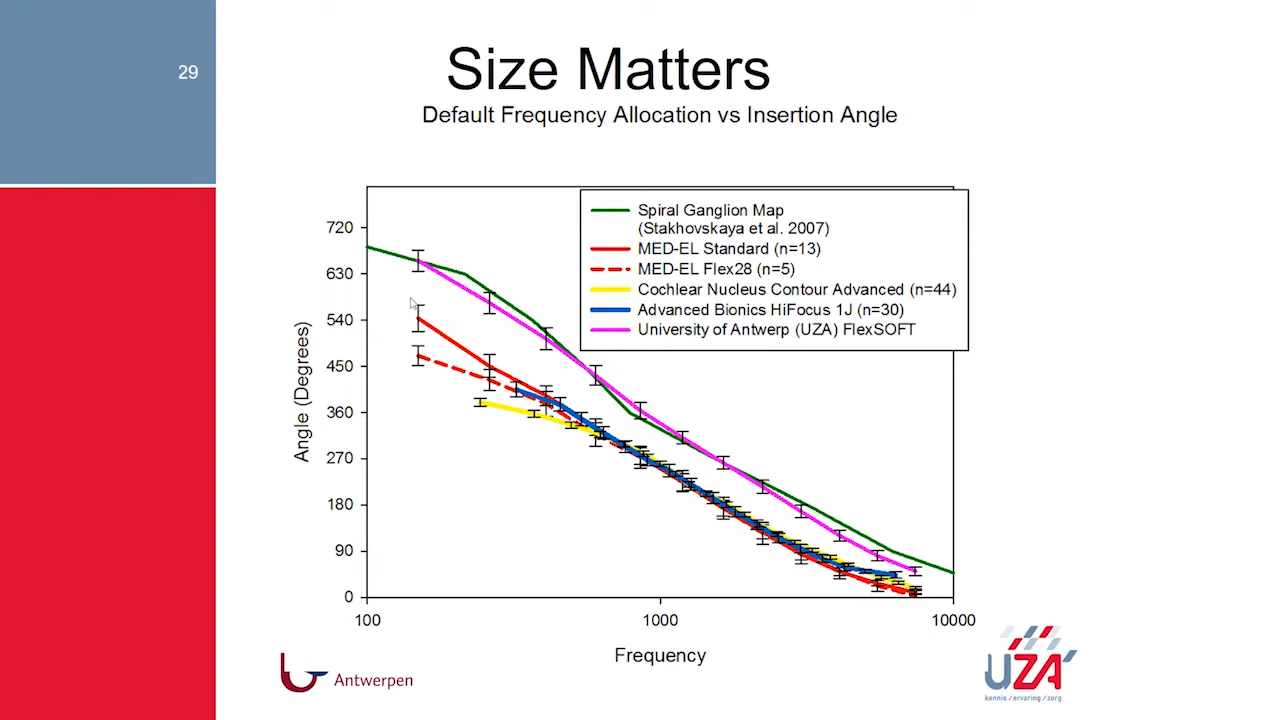 29
Size Matters
Default Frequency Allocation vs Insertion Angle
Spiral Ganglion Map
(Stakhovskaya et al. 2007)
MED-EL Standard (n=13)
MED-EL Flex28 (n=5)
Cochlear Nucleus Contour Advanced (n=44)
Advanced Bionics HiFocus 1J (n=30)
University of Antwerp (UZA) FlexSOFT
Angle (Degrees)
720
630
540
450
360
270
180
90
0
100 1000 10000
Frequency
Antwerpen
UZA
kennis / ervaring / zorg